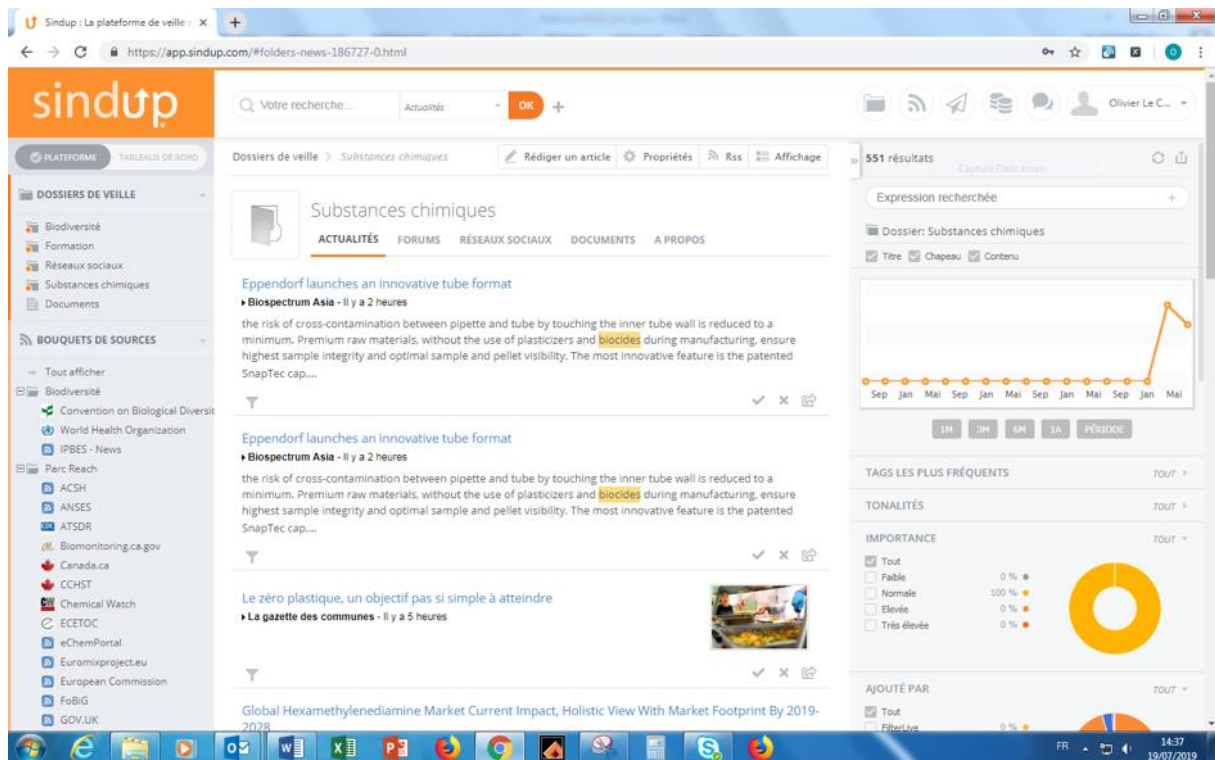 Sindup : La plateforme de veille :
https://app.sindup.com/#folders-news-186727-0.html
sindup
Votre recherche...
Actualités
OK
Olivier Le C...
PLATEFORME
TABLEAUX DE BORD
DOSSIERS DE VEILLE
Biodiversité
Formation
Réseaux sociaux
Substances chimiques
Documents
BOUQUETS DE SOURCES
Tout afficher
Biodiversité
Convention on Biological Diversit
World Health Organization
IPBES - News
Parc Reach
ACSH
ANSES
ATSDR
Biomonitoring.ca.gov
Canada.ca
CCHST
Chemical Watch
ECETOC
eChemPortal
Euromixproject.eu
European Commission
FoBiG
GOV.UK
Dossiers de veille > Substances chimiques
Rédiger un article
Propriétés
Rss
Affichage
Substances chimiques
ACTUALITÉS FORUMS RÉSEAUX SOCIAUX DOCUMENTS A PROPOS
Eppendorf launches an innovative tube format
Biospectrum Asia - Il y a 2 heures
the risk of cross-contamination between pipette and tube by touching the inner tube wall is reduced to a
minimum. Premium raw materials, without the use of plasticizers and biocides during manufacturing, ensure
highest sample integrity and optimal sample and pellet visibility. The most innovative feature is the patented
SnapTec cap,...
Eppendorf launches an innovative tube format
Biospectrum Asia - Il y a 2 heures
the risk of cross-contamination between pipette and tube by touching the inner tube wall is reduced to a
minimum. Premium raw materials, without the use of plasticizers and biocides during manufacturing, ensure
highest sample integrity and optimal sample and pellet visibility. The most innovative feature is the patented
SnapTec cap,...
Le zéro plastique, un objectif pas si simple à atteindre
La gazette des communes - Il y a 5 heures
Global Hexamethylenediamine Market Current Impact, Holistic View With Market Footprint By 2019-
2028
551 résultats
Capture Plein écran
Expression recherchée
Dossier: Substances chimiques
Titre Chapeau Contenu
Sep Jan Mai Sep Jan Mai Sep Jan Mai Sep Jan Mai Sep Jan Mai
1M 3M 6M 1A PÉRIODE
TAGS LES PLUS FRÉQUENTS TOUT
TONALITÉS TOUT
IMPORTANCE TOUT
Tout
Faible 0 %
Normale 100 %
Elevée 0 %
Très élevée 0 %
AJOUTÉ PAR TOUT
Tout
FilterLive 0 %
FR
14:37
19/07/2019